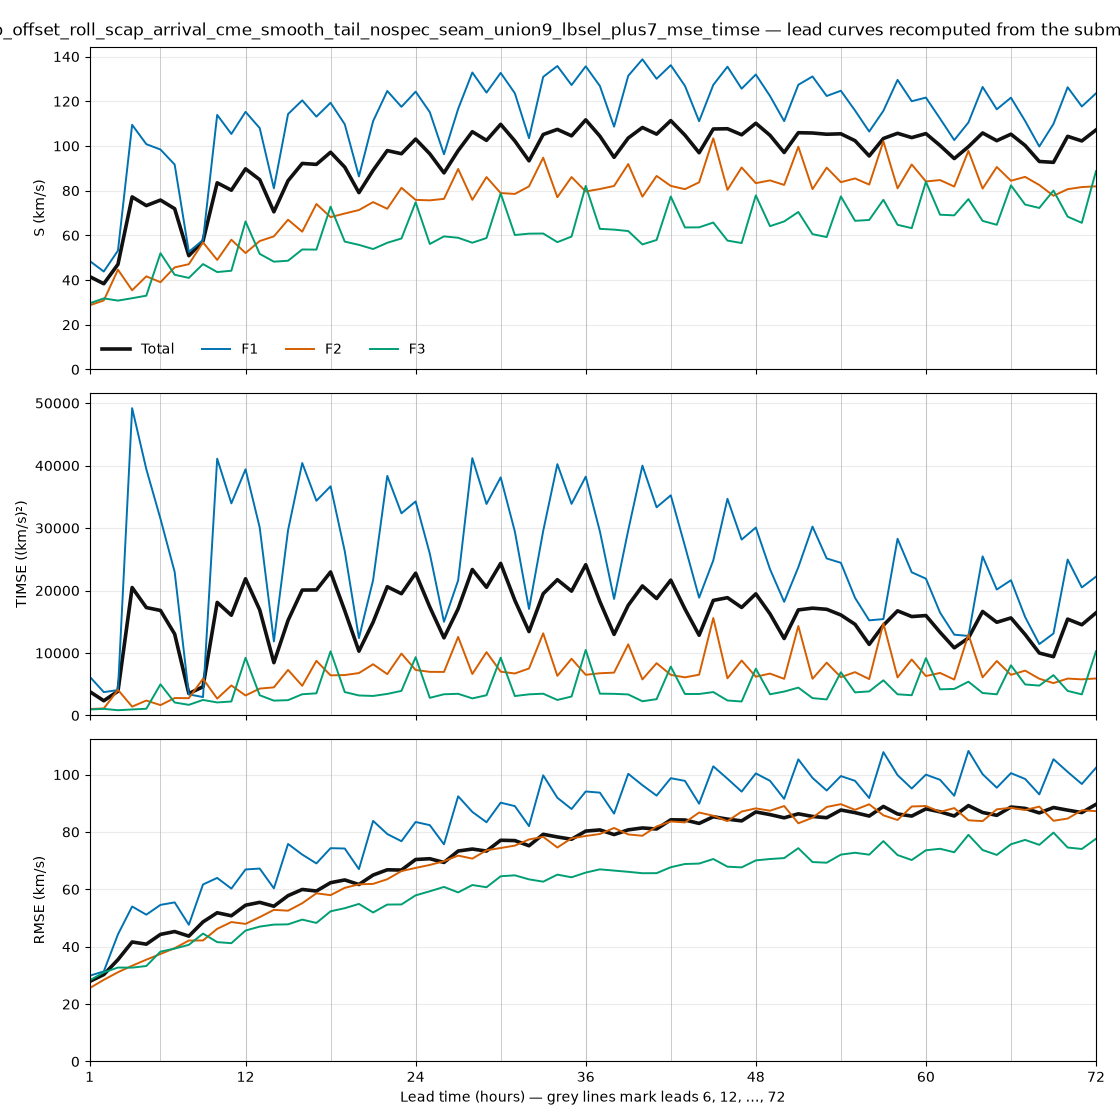 _offset_roll_scap_arrival_cme_smooth_tail_nospec_seam_union9_lbsel_plus7_mse_timse — lead curves recomputed from the subm
140
120
100
80
60
40
20
0
S (km/s)
Total F1 F2 F3
50000
40000
30000
20000
10000
0
TIMSE ((km/s)²)
100
80
60
40
20
0
RMSE (km/s)
1 12 24 36 48 60 72
Lead time (hours) — grey lines mark leads 6, 12, ..., 72